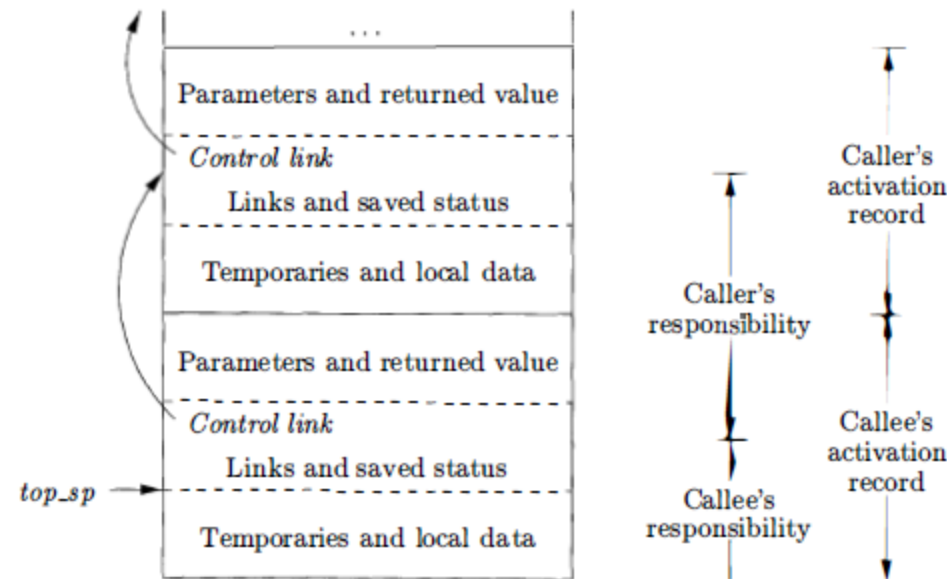 ...
Parameters and returned value
Control link
Links and saved status
Temporaries and local data
Parameters and returned value
Control link
Links and saved status
top_sp
Temporaries and local data
Caller's
responsibility
Callee's
responsibility
Caller's
activation
record
Callee's
activation
record